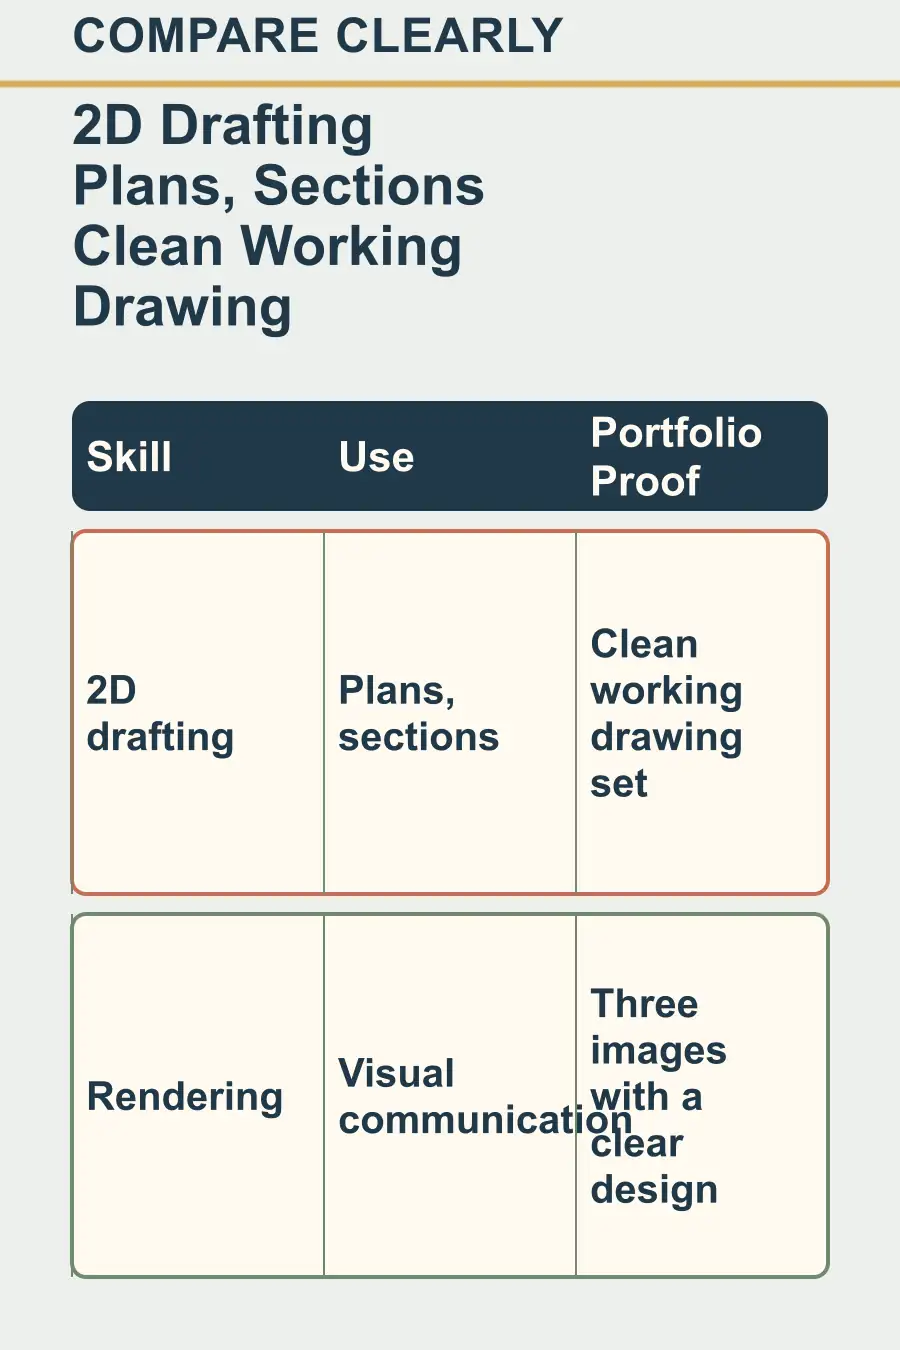 COMPARE CLEARLY
2D Drafting
Plans, Sections
Clean Working
Drawing
Skill
Use
Portfolio
Proof
2D
drafting
Plans,
sections
Clean
working
drawing
set
Rendering
Visual
communication
Three
images
with a
clear
design